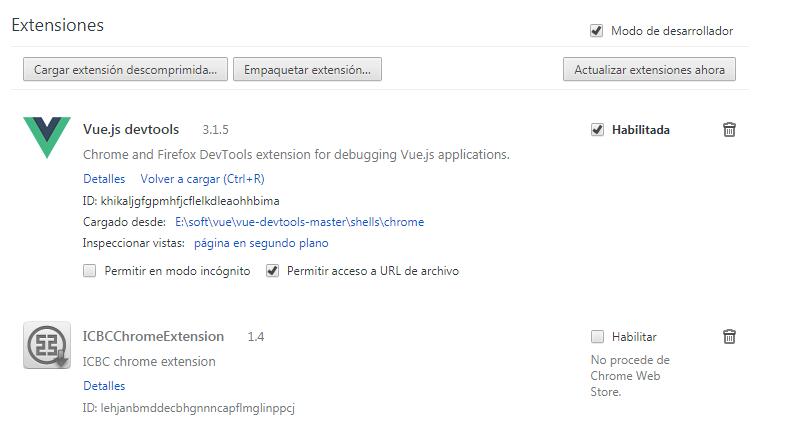 Extensiones
Modo de desarrollador
Cargar extensión descomprimida... Empaquetar extensión... Actualizar extensiones ahora
Vue.js devtools 3.1.5 Habilitada
Chrome and Firefox DevTools extension for debugging Vue.js applications.
Detalles Volver a cargar (Ctrl+R)
ID: khikaljgfgpmhfjcflelkdleaohhbima
Cargado desde: E:\soft\vue\vue-devtools-master\shells\chrome
Inspeccionar vistas: página en segundo plano
Permitir en modo incógnito Permitir acceso a URL de archivo
ICBCChromeExtension 1.4 Habilitar
ICBC chrome extension
No procede de
Chrome Web
Store.
Detalles
ID: lehjanbmddecbhgnnncapflmglinppcj